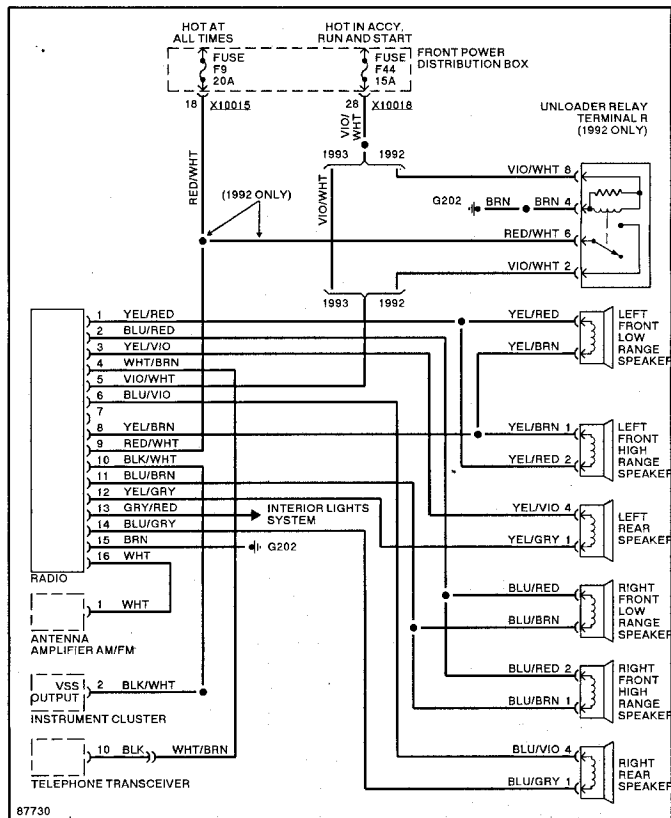 HOT AT
ALL TIMES
HOT IN ACCY,
RUN AND START
FUSE
F9
20A
FUSE
F44
15A
FRONT POWER
DISTRIBUTION BOX
18 X10015
28 X10018
VIO/
WHT
UNLOADER RELAY
TERMINAL R
(1992 ONLY)
1993 1992
RED/WHT
VIO/WHT
VIO/WHT 8
(1992 ONLY)
G202 BRN BRN 4
RED/WHT 6
VIO/WHT 2
1993 1992
1 YEL/RED
2 BLU/RED
3 YEL/VIO
4 WHT/BRN
5 VIO/WHT
6 BLU/VIO
7
8 YEL/BRN
9 RED/WHT
10 BLK/WHT
11 BLU/BRN
12 YEL/GRY
13 GRY/RED
14 BLU/GRY
15 BRN
16 WHT
RADIO
INTERIOR LIGHTS
SYSTEM
G202
YEL/RED
YEL/BRN
LEFT
FRONT
LOW
RANGE
SPEAKER
YEL/BRN 1
YEL/RED 2
LEFT
FRONT
HIGH
RANGE
SPEAKER
YEL/VIO 4
YEL/GRY 1
LEFT
REAR
SPEAKER
BLU/RED
BLU/BRN
RIGHT
FRONT
LOW
RANGE
SPEAKER
BLU/RED 2
BLU/BRN 1
RIGHT
FRONT
HIGH
RANGE
SPEAKER
BLU/VIO 4
BLU/GRY 1
RIGHT
REAR
SPEAKER
1 WHT
ANTENNA
AMPLIFIER AM/FM
VSS
OUTPUT
2 BLK/WHT
INSTRUMENT CLUSTER
10 BLK WHT/BRN
TELEPHONE TRANSCEIVER
87730